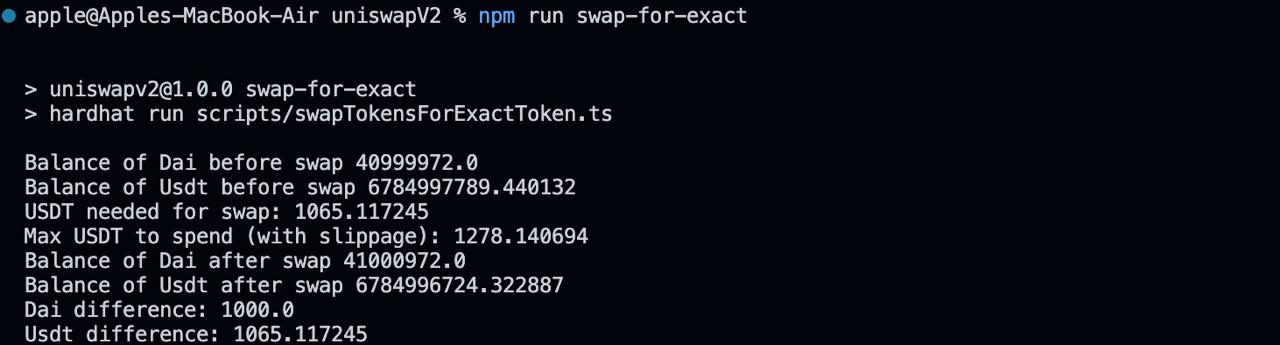 apple@Apples-MacBook-Air uniswapV2 % npm run swap-for-exact
> uniswapv2@1.0.0 swap-for-exact
> hardhat run scripts/swapTokensForExactToken.ts
Balance of Dai before swap 40999972.0
Balance of Usdt before swap 6784997789.440132
USDT needed for swap: 1065.117245
Max USDT to spend (with slippage): 1278.140694
Balance of Dai after swap 41000972.0
Balance of Usdt after swap 6784996724.322887
Dai difference: 1000.0
Usdt difference: 1065.117245